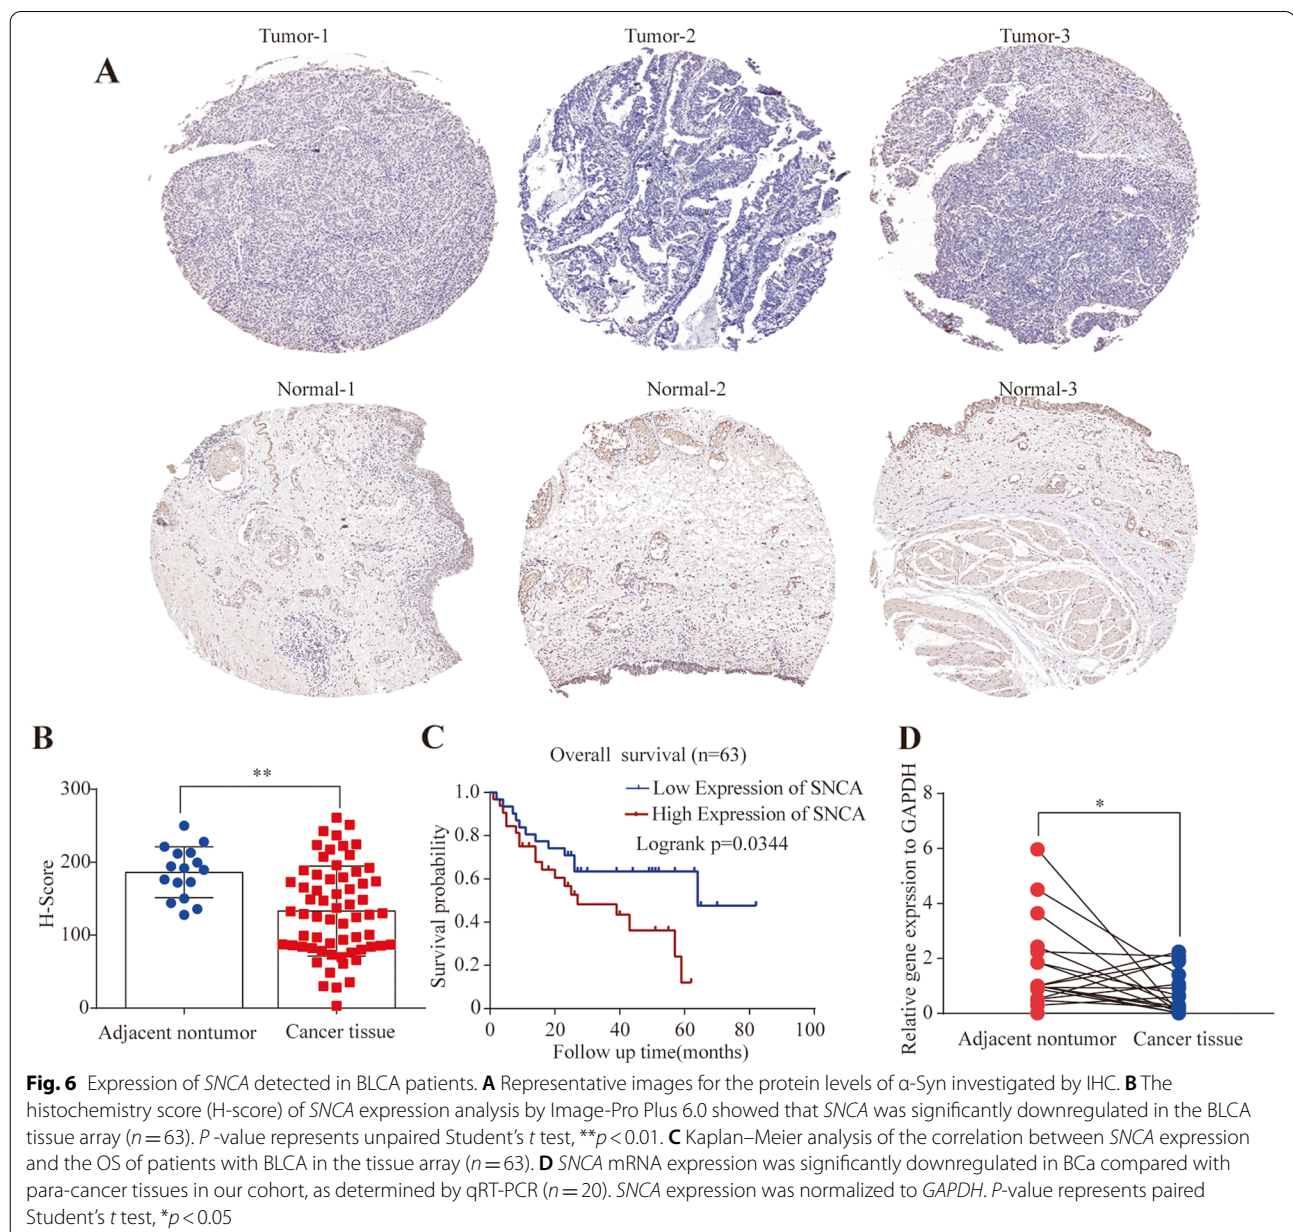 Tumor-1
Tumor-2
Tumor-3
A
Normal-1
Normal-2
Normal-3
B
**
300
200
100
0
H-Score
Adjacent nontumor
Cancer tissue
C
Overall survival (n=63)
Low Expression of SNCA
High Expression of SNCA
Logrank p=0.0344
1.0
0.8
0.6
0.4
0.2
0
Survival probability
0 20 40 60 80 100
Follow up time(months)
D
*
8
6
4
2
0
Relative gene exprssion to GAPDH
Adjacent nontumor
Cancer tissue
Fig. 6 Expression of SNCA detected in BLCA patients. A Representative images for the protein levels of α-Syn investigated by IHC. B The
histochemistry score (H-score) of SNCA expression analysis by Image-Pro Plus 6.0 showed that SNCA was significantly downregulated in the BLCA
tissue array (n = 63). P -value represents unpaired Student’s t test, **p < 0.01. C Kaplan–Meier analysis of the correlation between SNCA expression
and the OS of patients with BLCA in the tissue array (n = 63). D SNCA mRNA expression was significantly downregulated in BCa compared with
para-cancer tissues in our cohort, as determined by qRT-PCR (n = 20). SNCA expression was normalized to GAPDH. P-value represents paired
Student’s t test, *p < 0.05